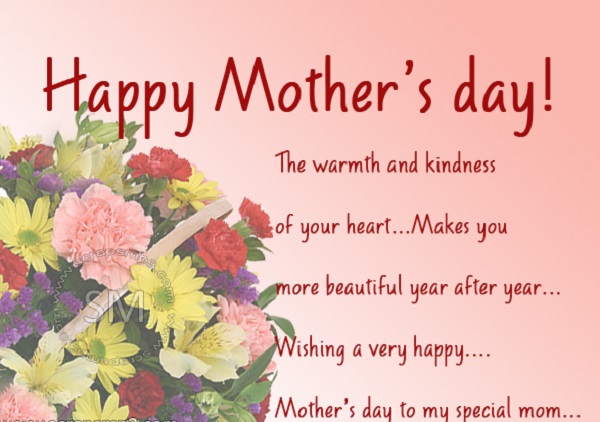 Happy Mother's day!
The warmth and kindness
of your heart...Makes you
more beautiful year after year...
Wishing a very happy....
Mother's day to my special mom...
SM